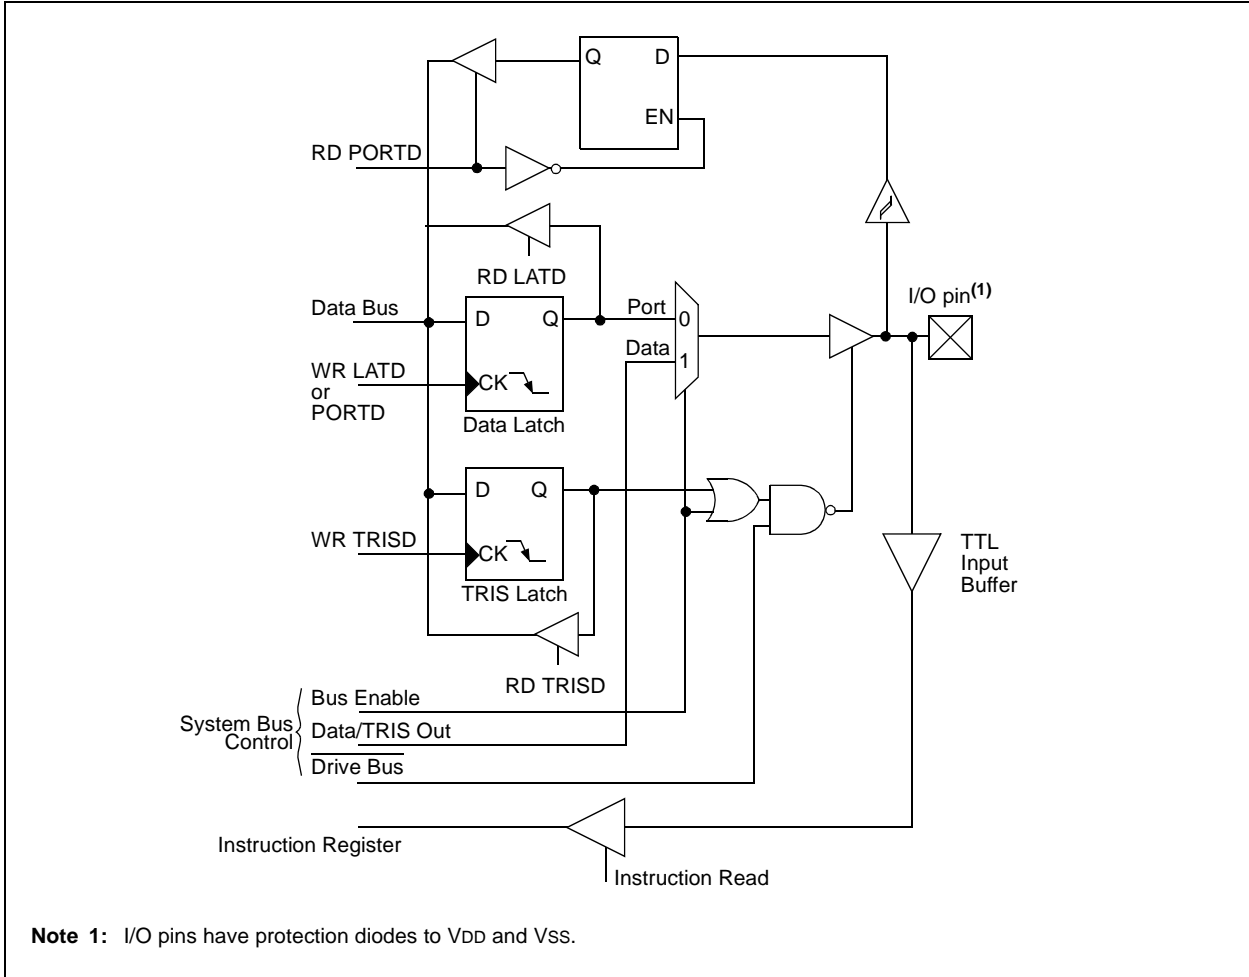 Q D
EN
RD PORTD
RD LATD
I/O pin(1)
Data Bus
D Q
Port
0
Data
1
WR LATD
or
PORTD
CK
Data Latch
D Q
WR TRISD
CK
TRIS Latch
TTL
Input
Buffer
RD TRISD
System Bus
Control
Bus Enable
Data/TRIS Out
Drive Bus
Instruction Register
Instruction Read
Note 1: I/O pins have protection diodes to VDD and VSS.